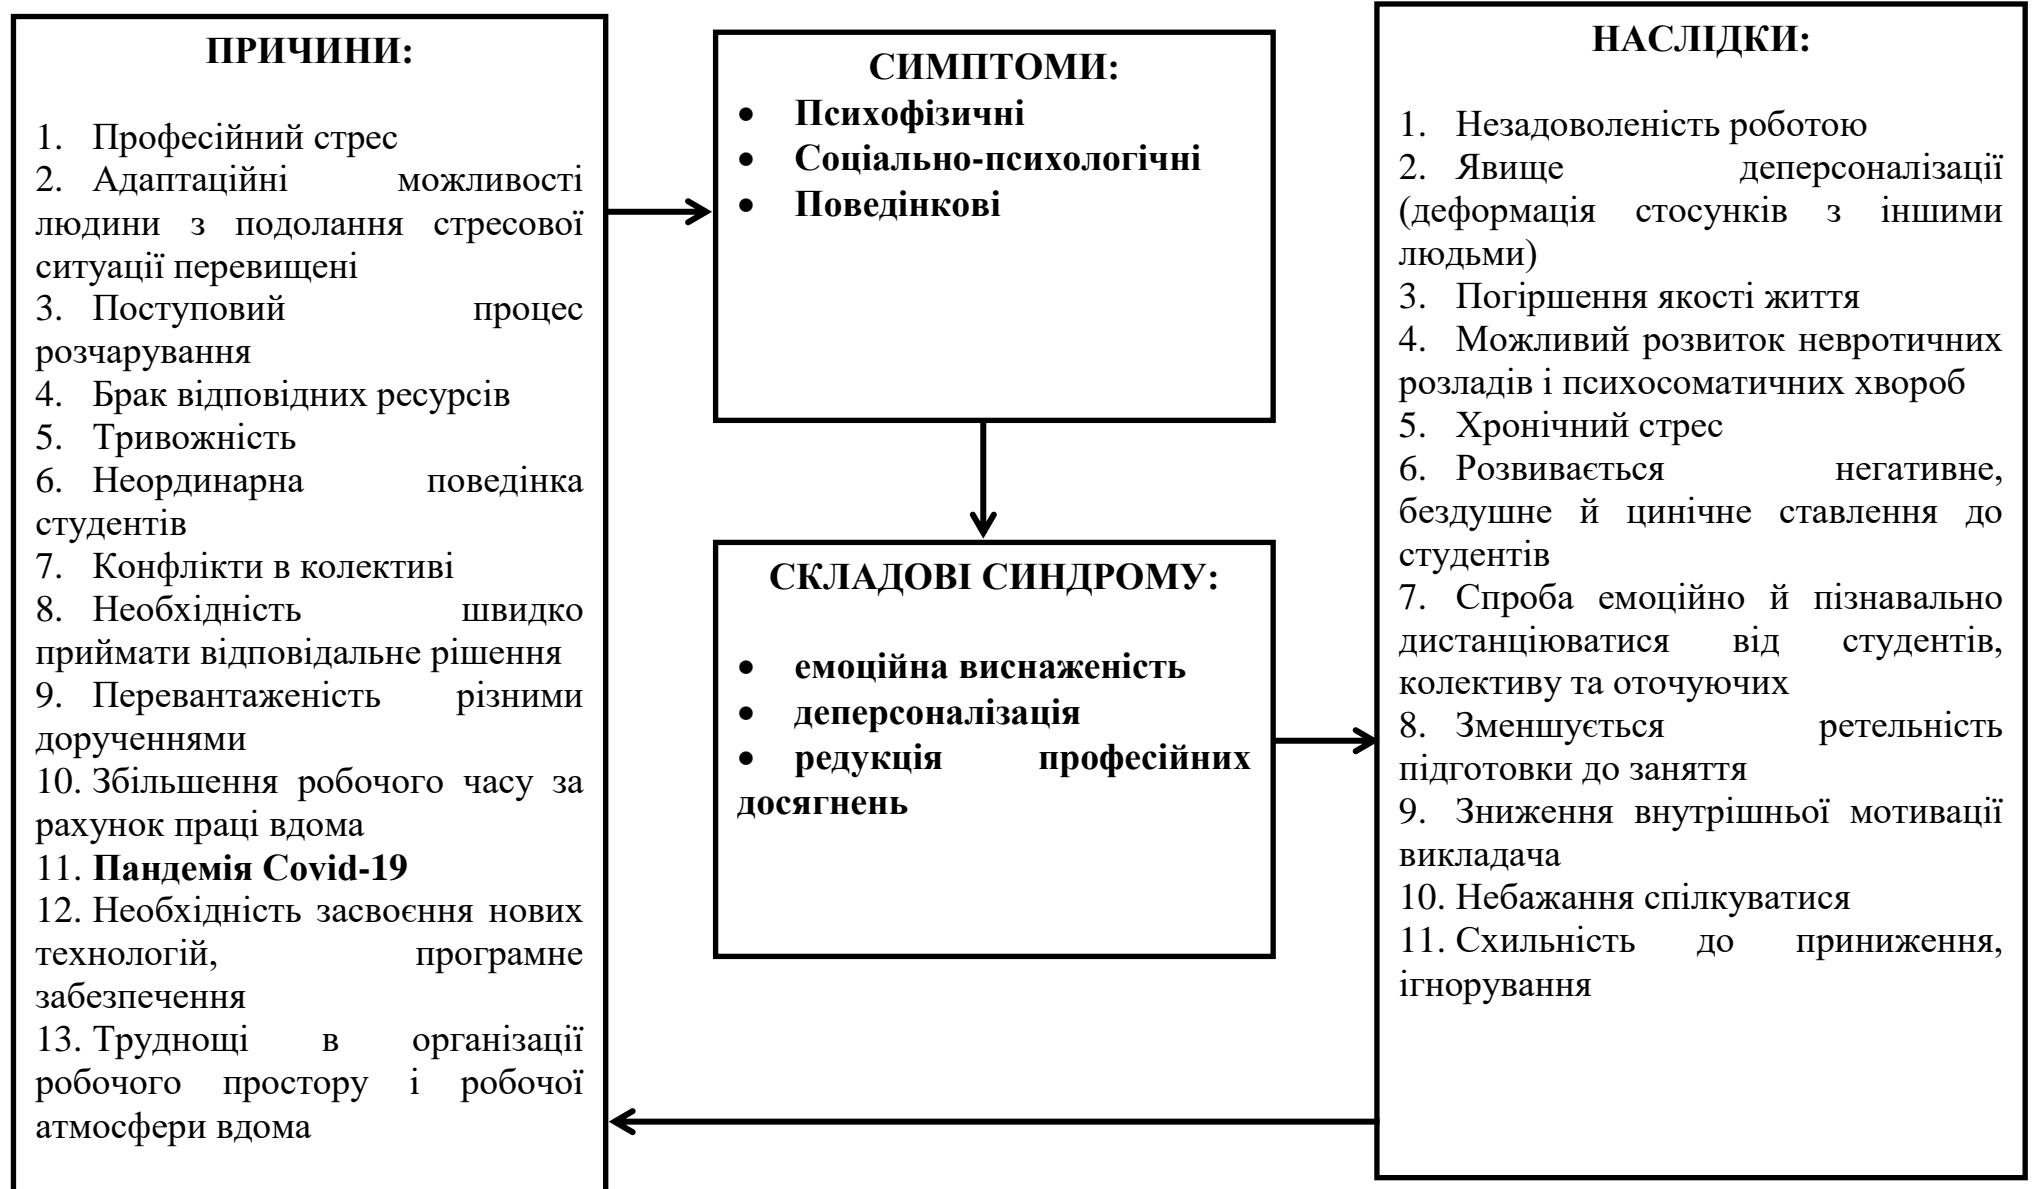 ПРИЧИНИ:
1. Професійний стрес
2. Адаптаційні можливості
людини з подолання стресової
ситуації перевищені
3. Поступовий процес
розчарування
4. Брак відповідних ресурсів
5. Тривожність
6. Неординарна поведінка
студентів
7. Конфлікти в колективі
8. Необхідність швидко
приймати відповідальне рішення
9. Перевантаженість різними
дорученнями
10. Збільшення робочого часу за
рахунок праці вдома
11. Пандемія Covid-19
12. Необхідність засвоєння нових
технологій, програмне
забезпечення
13. Труднощі в організації
робочого простору і робочої
атмосфери вдома
СИМПТОМИ:
• Психофізичні
• Соціально-психологічні
• Поведінкові
СКЛАДОВІ СИНДРОМУ:
• емоційна виснаженість
• деперсоналізація
• редукція професійних
досягнень
НАСЛІДКИ:
1. Незадоволеність роботою
2. Явище деперсоналізації
(деформація стосунків з іншими
людьми)
3. Погіршення якості життя
4. Можливий розвиток невротичних
розладів і психосоматичних хвороб
5. Хронічний стрес
6. Розвивається негативне,
бездушне й цинічне ставлення до
студентів
7. Спроба емоційно й пізнавально
дистанціюватися від студентів,
колективу та оточуючих
8. Зменшується ретельність
підготовки до заняття
9. Зниження внутрішньої мотивації
викладача
10. Небажання спілкуватися
11. Схильність до приниження,
ігнорування